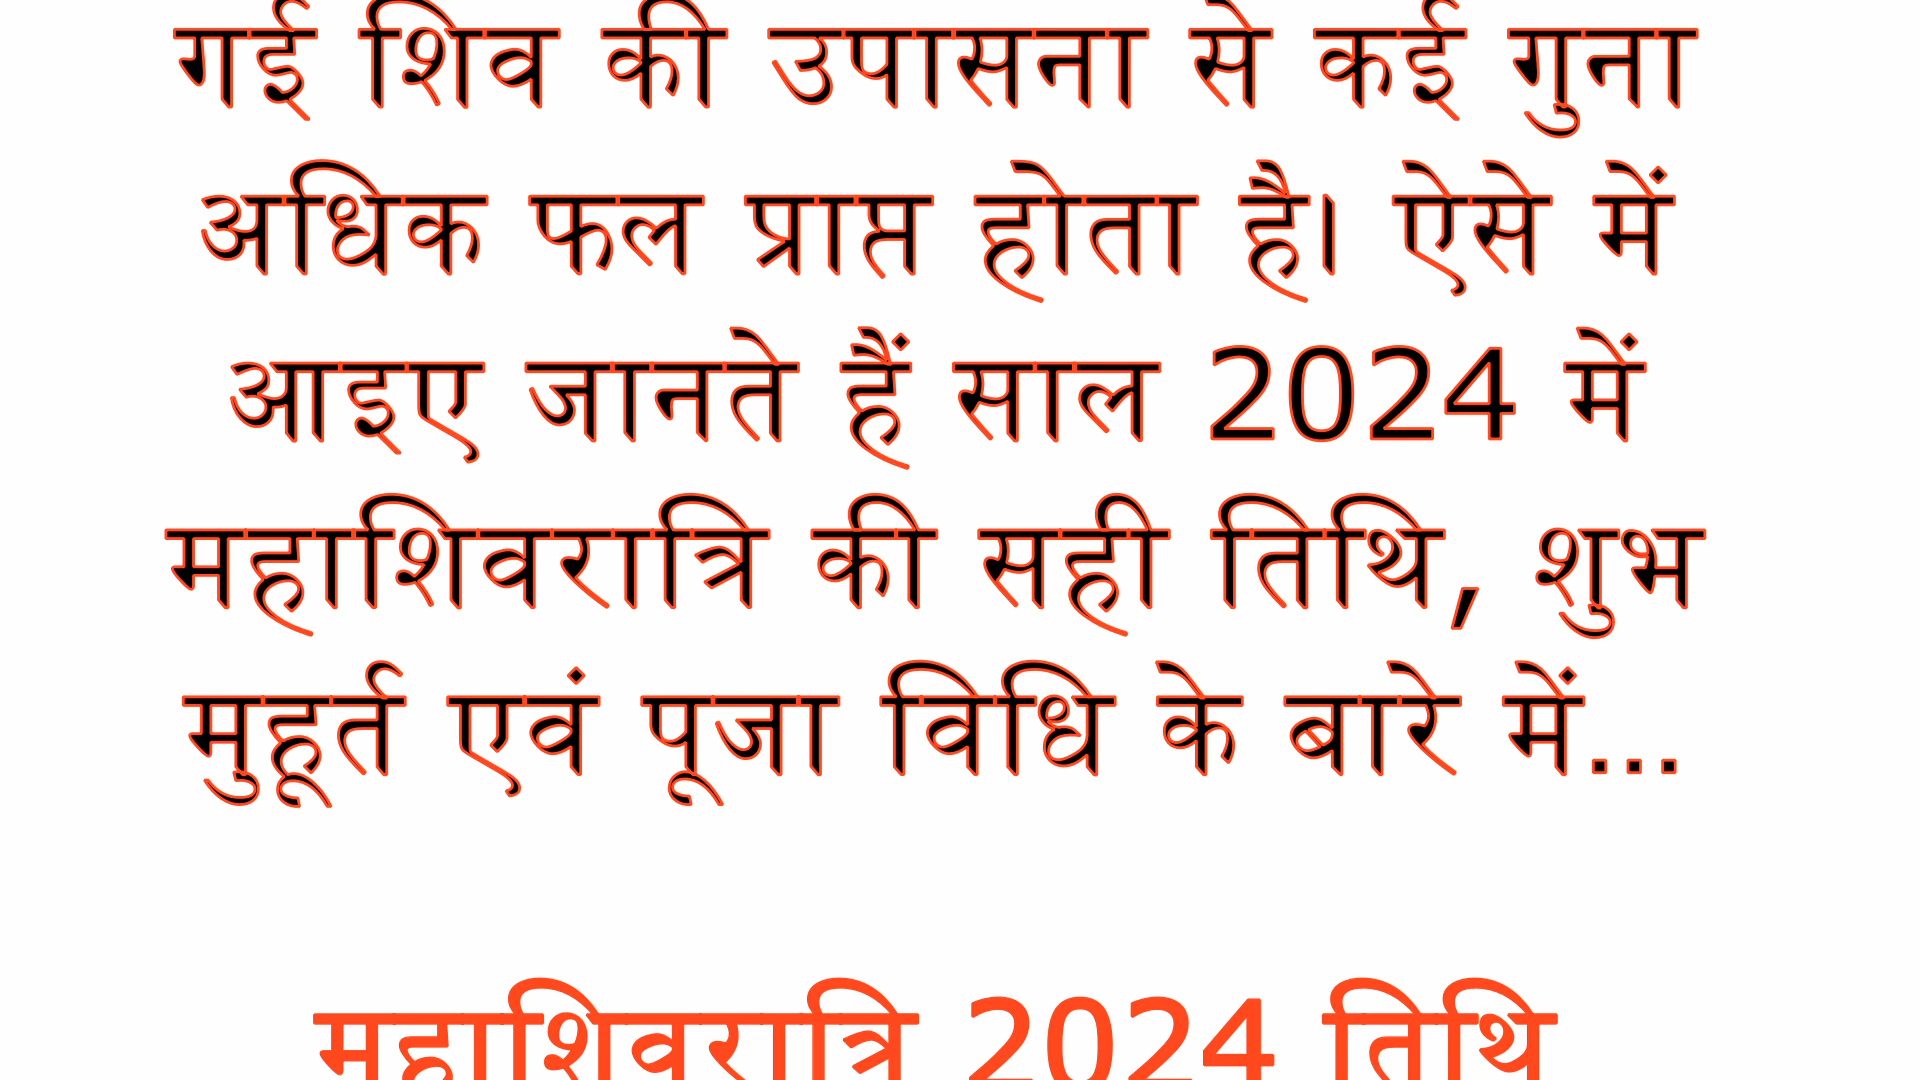 गई शिव की उपासना से कई गुना
अधिक फल प्राप्त होता है। ऐसे में
आइए जानते हैं साल 2024 में
महाशिवरात्रि की सही तिथि, शुभ
मुहूर्त एवं पूजा विधि के बारे में...
महाशिवरात्रि 2024 तिथि